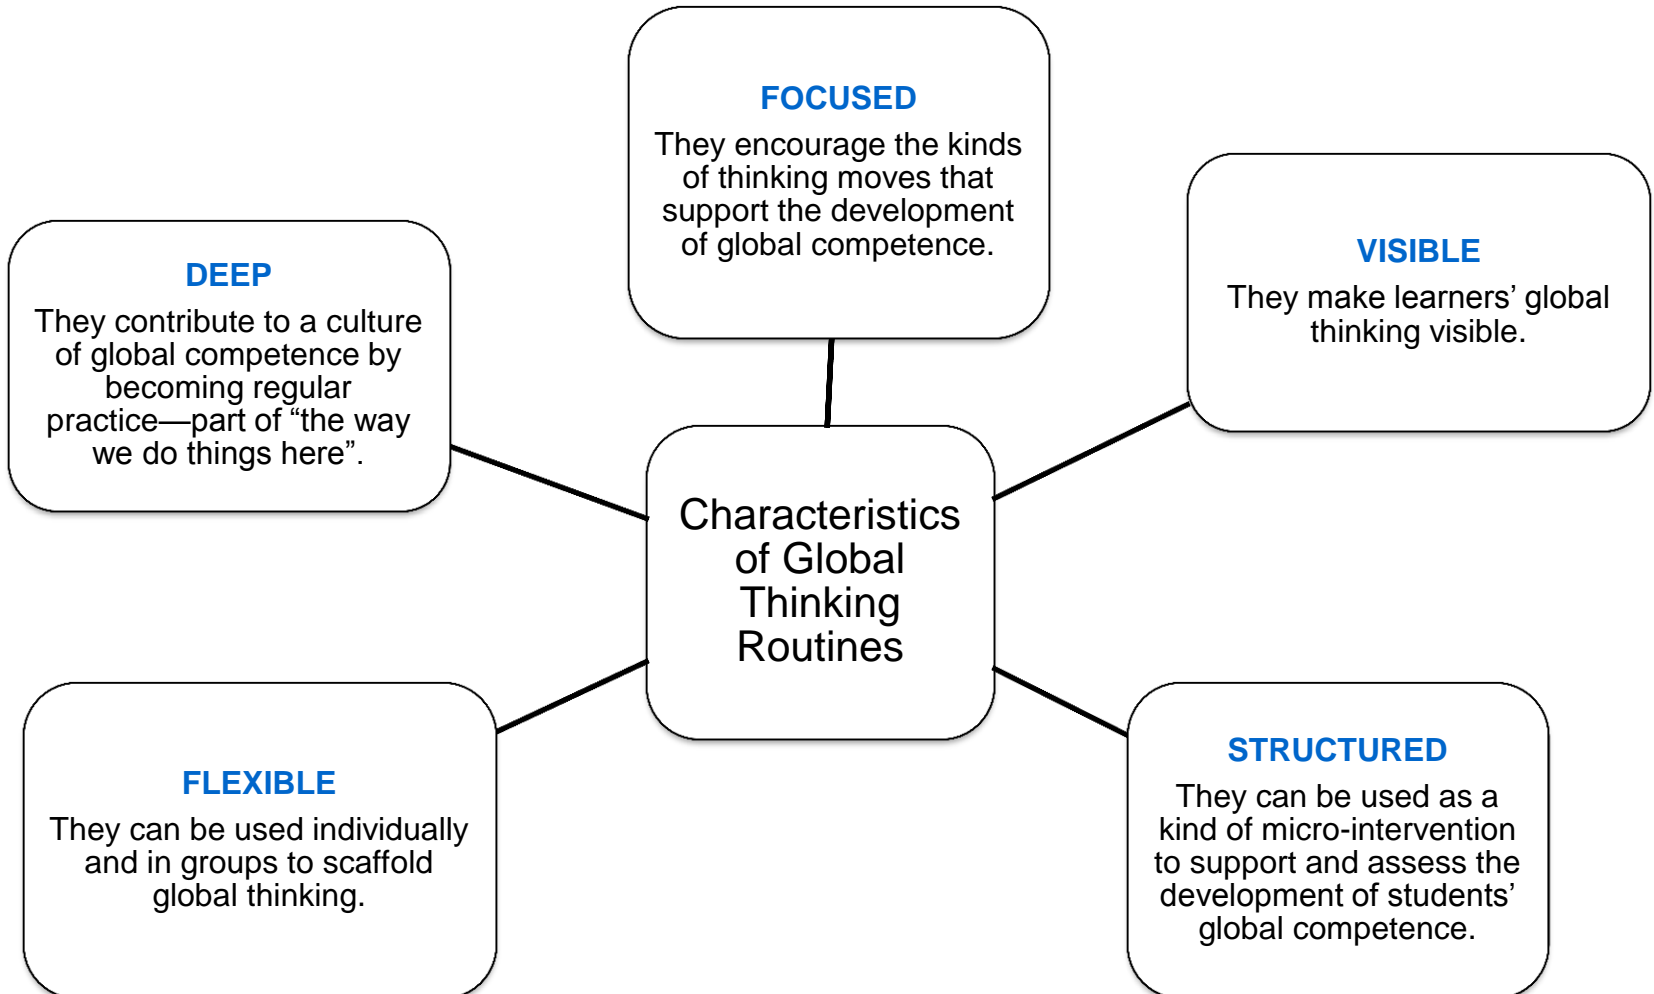 FOCUSED
They encourage the kinds
of thinking moves that
support the development
of global competence.
VISIBLE
They make learners’ global
thinking visible.
DEEP
They contribute to a culture
of global competence by
becoming regular
practice—part of “the way
we do things here”.
Characteristics
of Global
Thinking
Routines
FLEXIBLE
They can be used individually
and in groups to scaffold
global thinking.
STRUCTURED
They can be used as a
kind of micro-intervention
to support and assess the
development of students’
global competence.